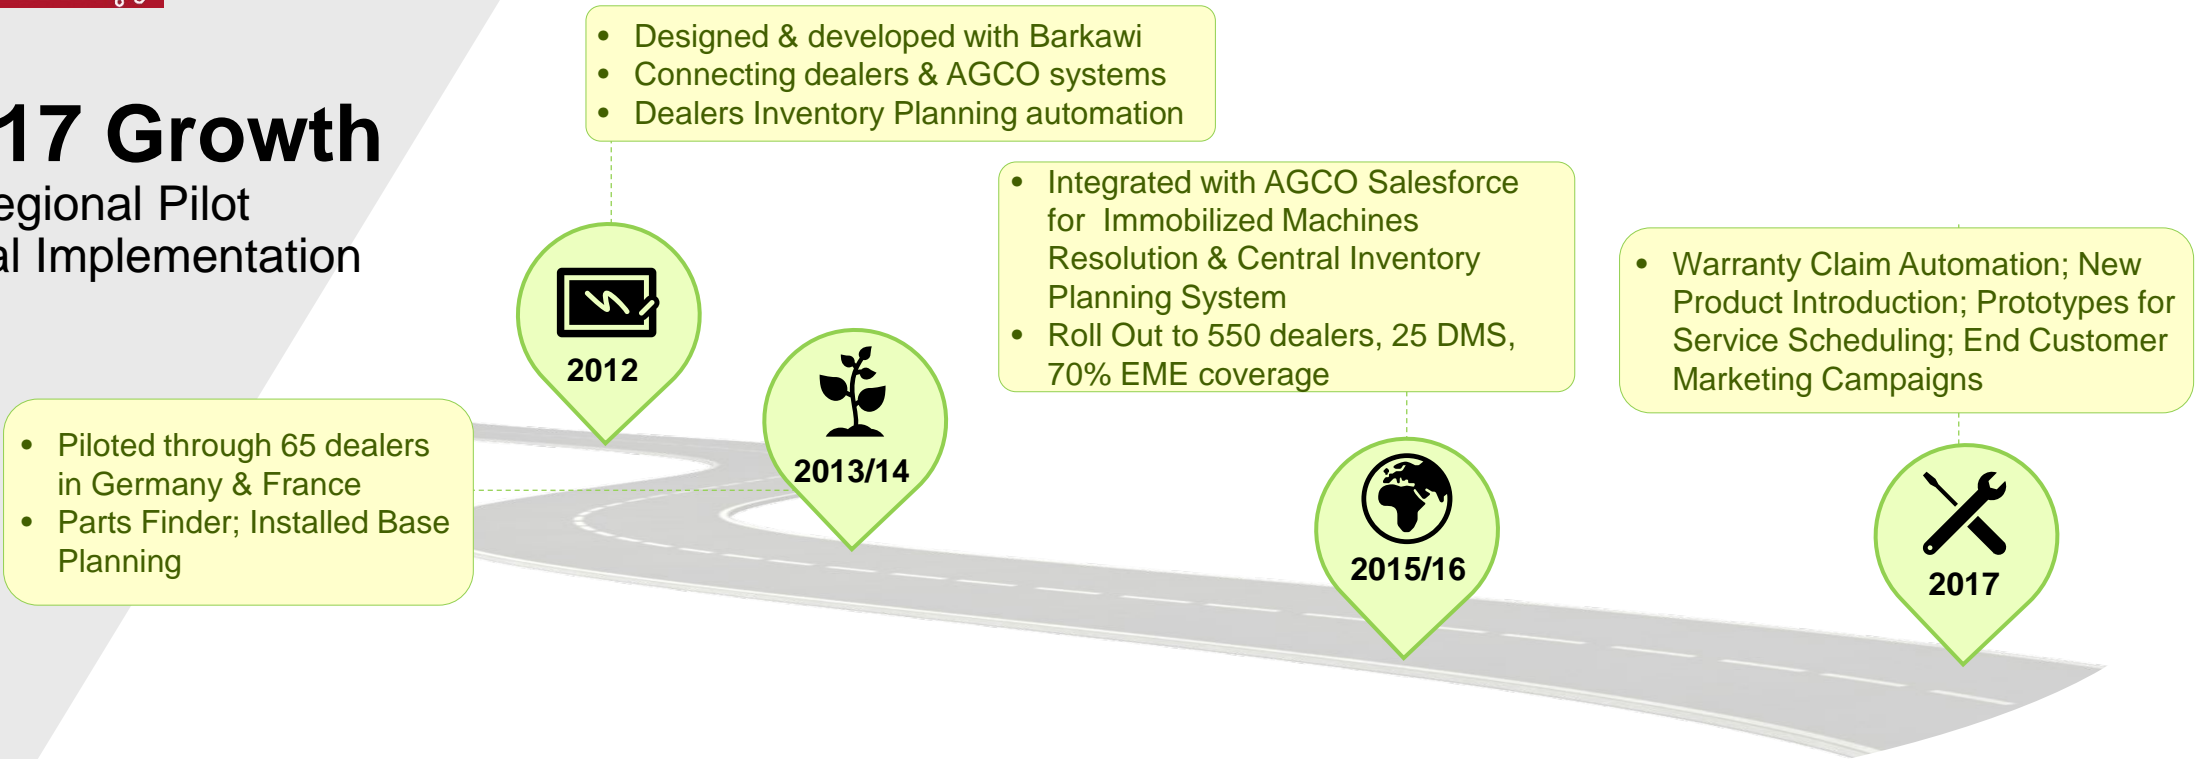 17 Growth
egional Pilot
al Implementation
• Designed & developed with Barkawi
• Connecting dealers & AGCO systems
• Dealers Inventory Planning automation
2012
• Piloted through 65 dealers
in Germany & France
• Parts Finder; Installed Base
Planning
2013/14
• Integrated with AGCO Salesforce
for Immobilized Machines
Resolution & Central Inventory
Planning System
• Roll Out to 550 dealers, 25 DMS,
70% EME coverage
2015/16
• Warranty Claim Automation; New
Product Introduction; Prototypes for
Service Scheduling; End Customer
Marketing Campaigns
2017